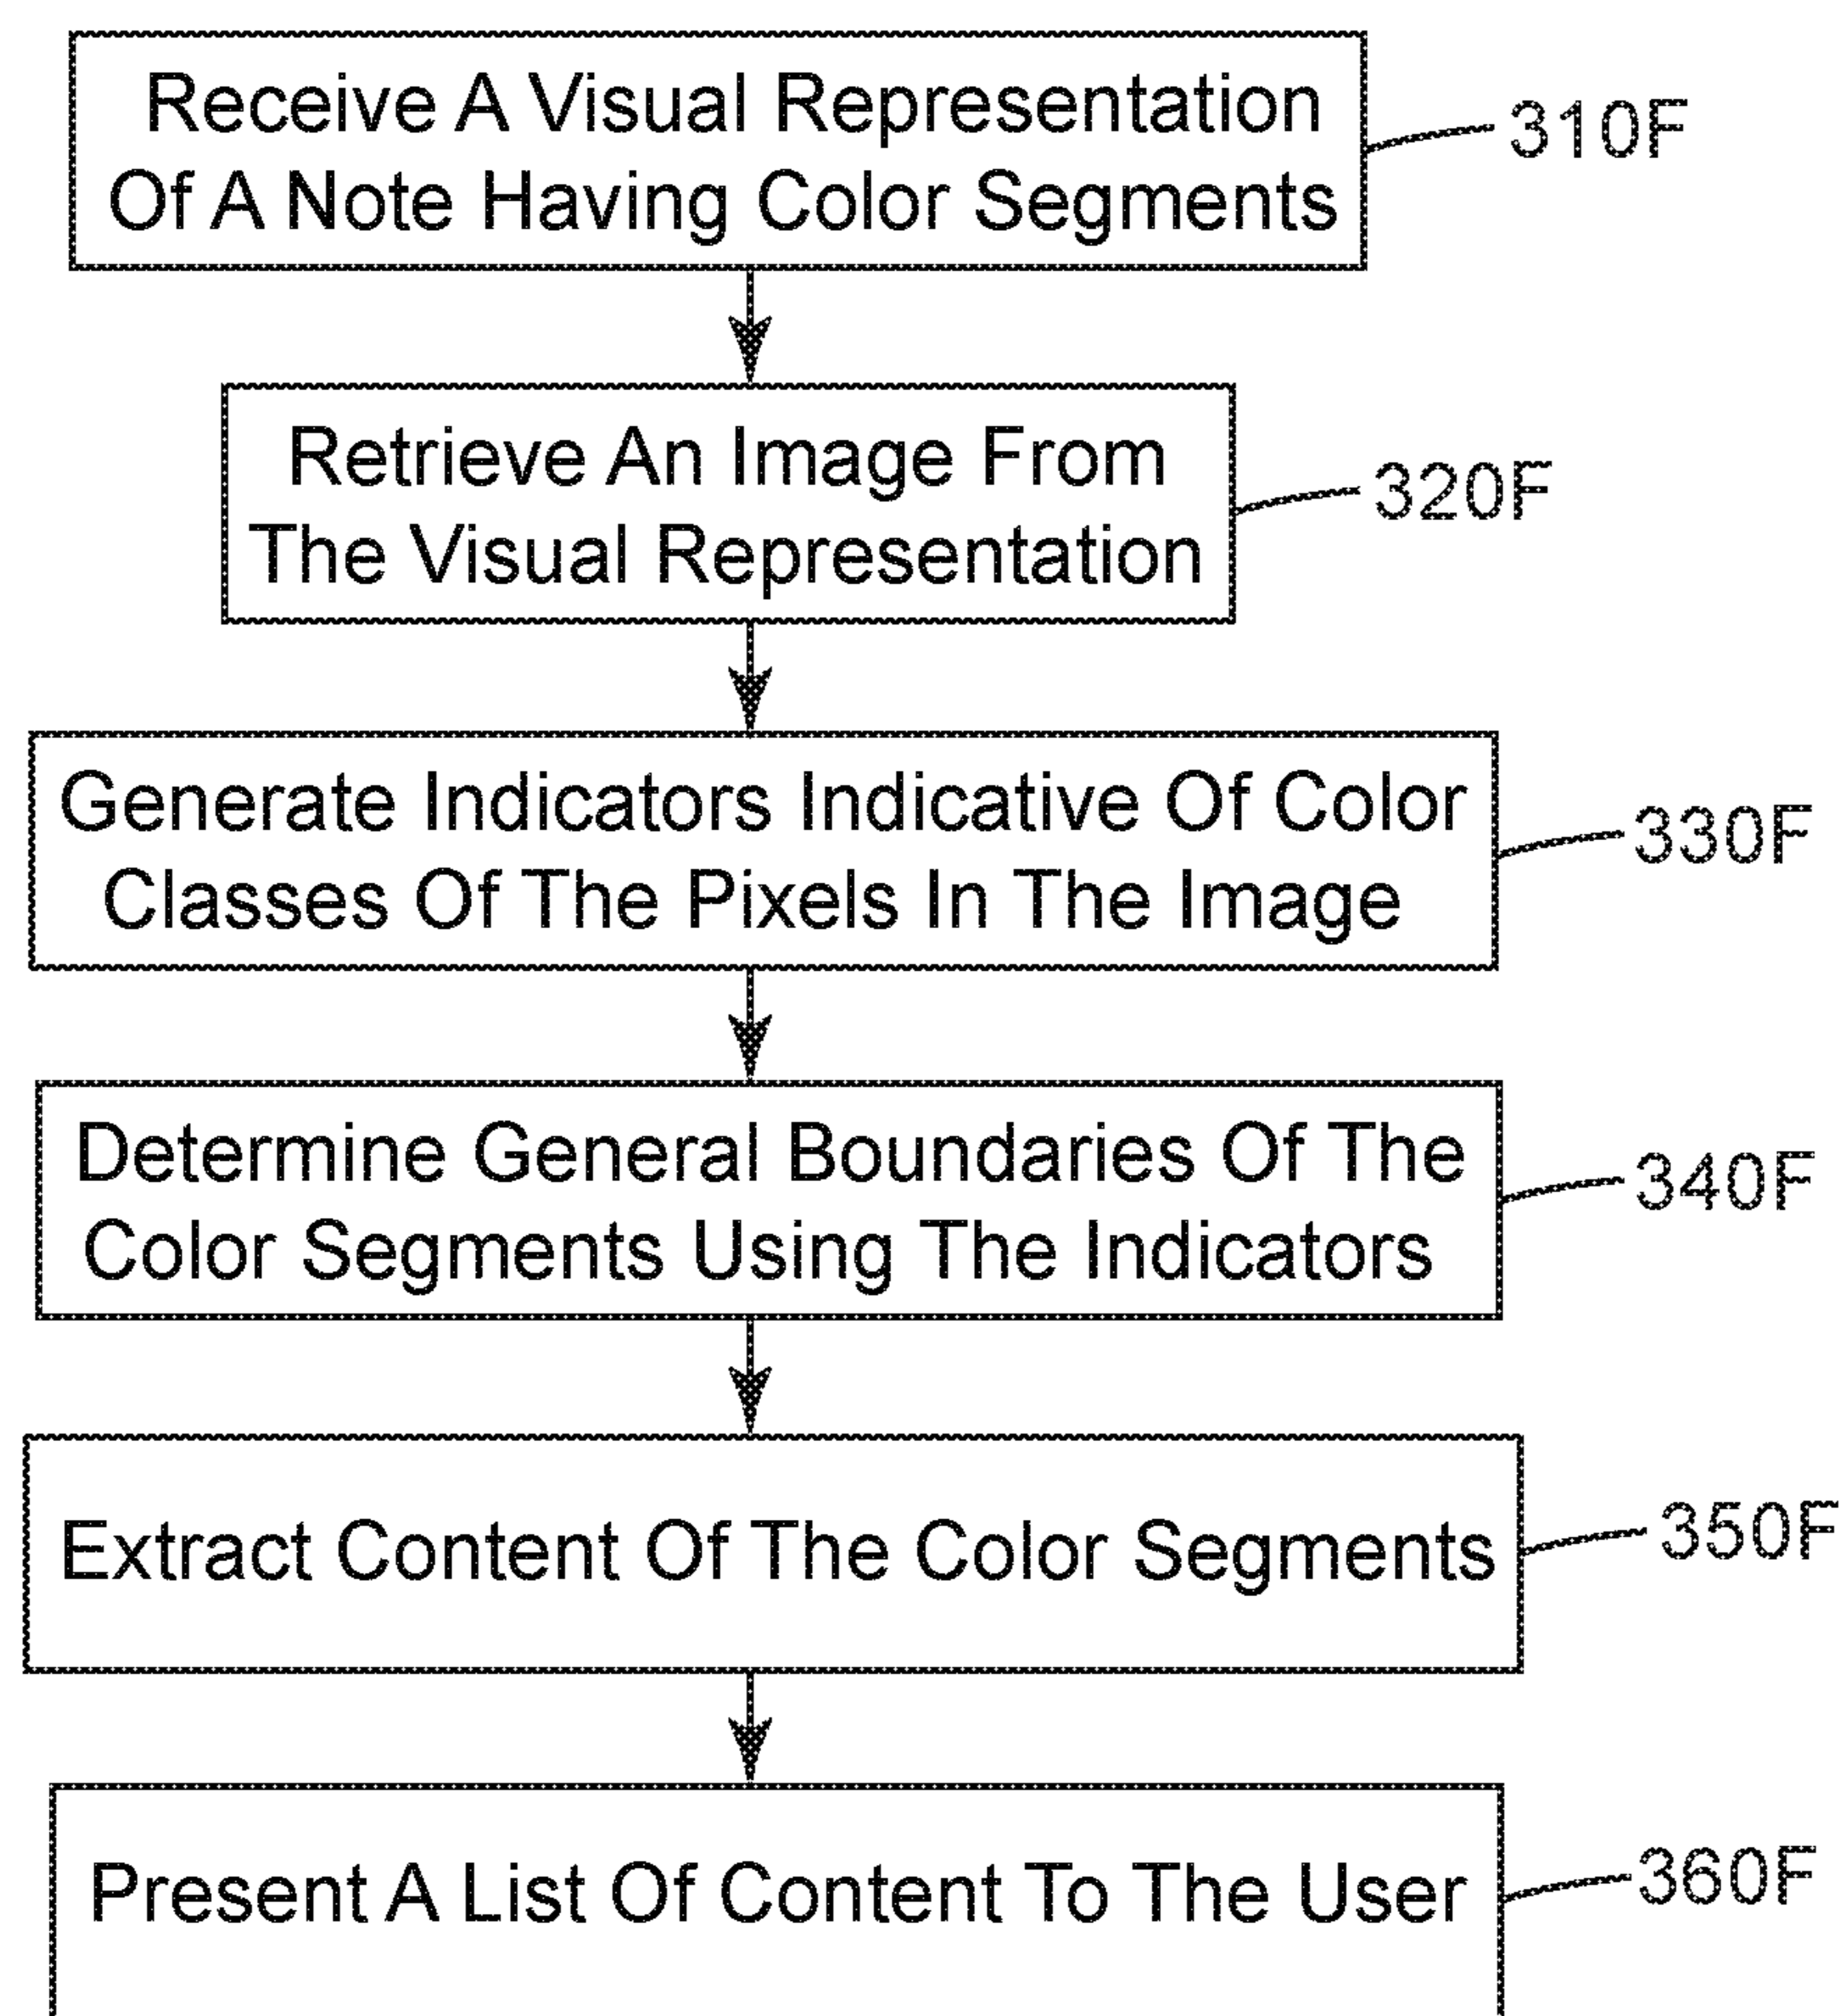 Receive A Visual Representation
Of A Note Having Color Segments
310F
Retrieve An Image From
The Visual Representation
320F
Generate Indicators Indicative Of Color
Classes Of The Pixels In The Image
330F
Determine General Boundaries Of The
Color Segments Using The Indicators
340F
Extract Content Of The Color Segments
350F
Present A List Of Content To The User
360F